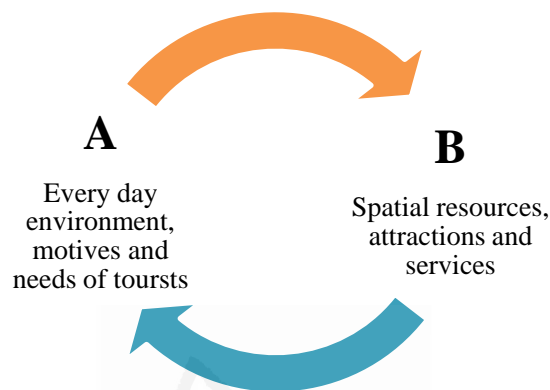 A
Every day
environment,
motives and
needs of toursts
B
Spatial resources,
attractions and
services